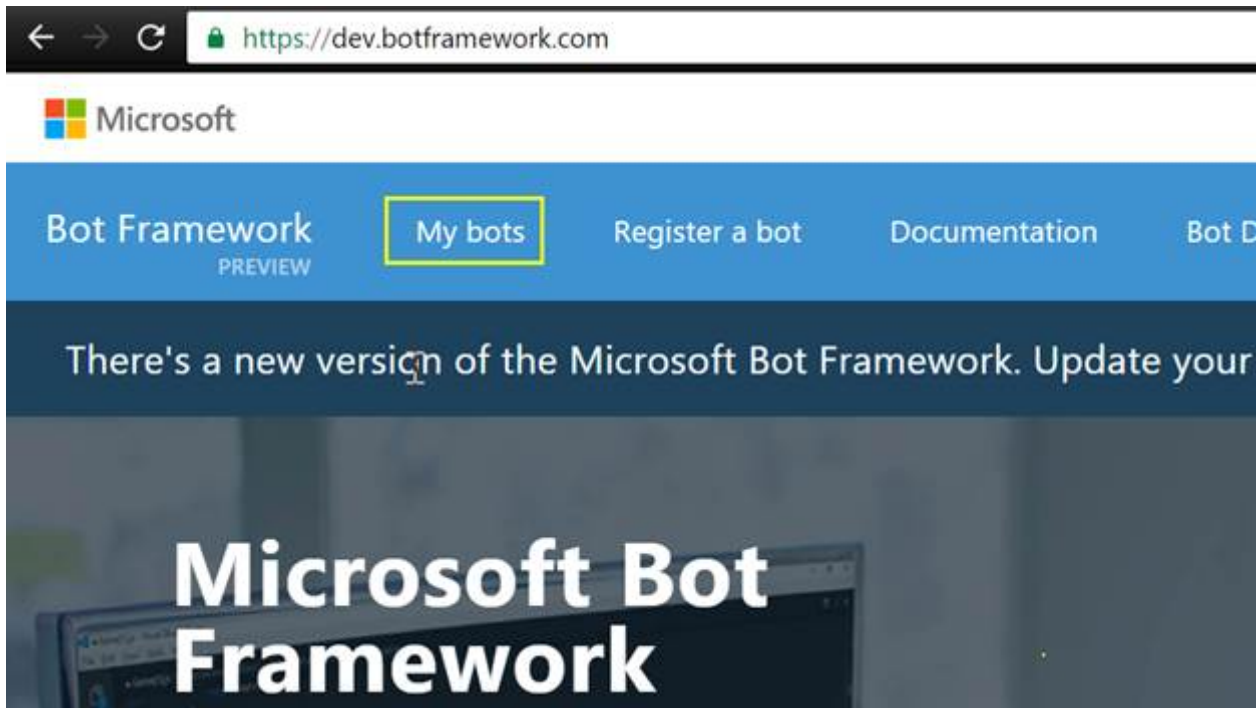 https://dev.botframework.com
Microsoft
Bot Framework
PREVIEW
My bots
Register a bot
Documentation
Bot D
There's a new version of the Microsoft Bot Framework. Update your
Microsoft Bot
Framework